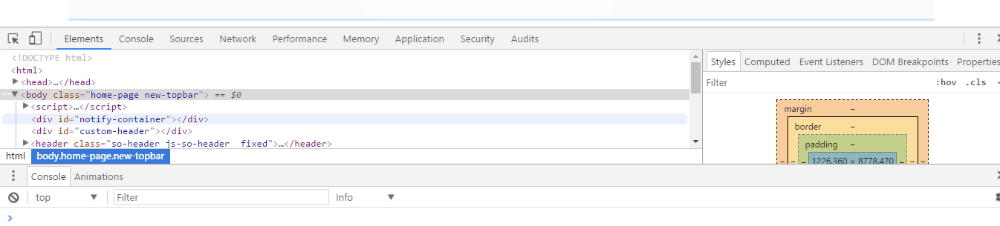 Elements Console Sources Network Performance Memory Application Security Audits
<!DOCTYPE html>
<html>
<head>…</head>
<body class="home-page new-topbar"> == $0
<script>…</script>
<div id="notify-container"></div>
<div id="custom-header"></div>
<header class="so-header js-so-header _fixed">…</header>
html body.home-page.new-topbar
Styles Computed Event Listeners DOM Breakpoints Properties
Filter :hov .cls
margin –
border –
padding –
– – – 1226.360 × 8778.470 – – –
Console Animations
top Filter Info